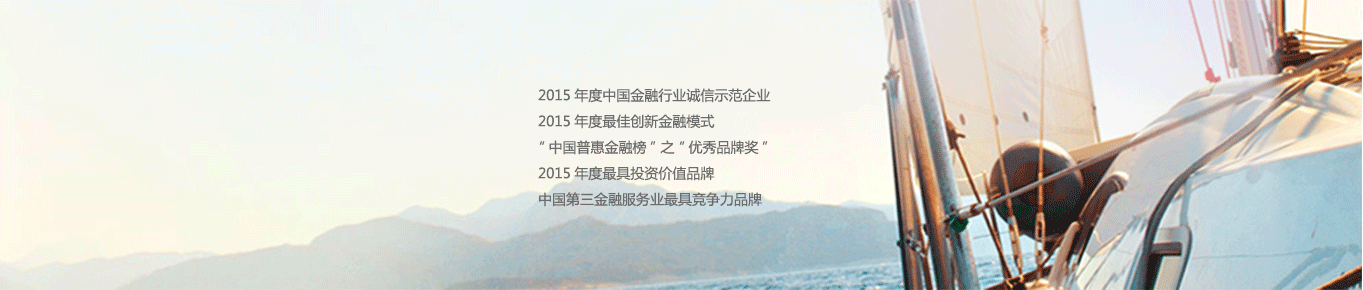 2015 年度中国金融行业诚信示范企业
2015 年度最佳创新金融模式
“ 中国普惠金融榜 ” 之 “ 优秀品牌奖 ”
2015 年度最具投资价值品牌
中国第三金融服务业最具竞争力品牌